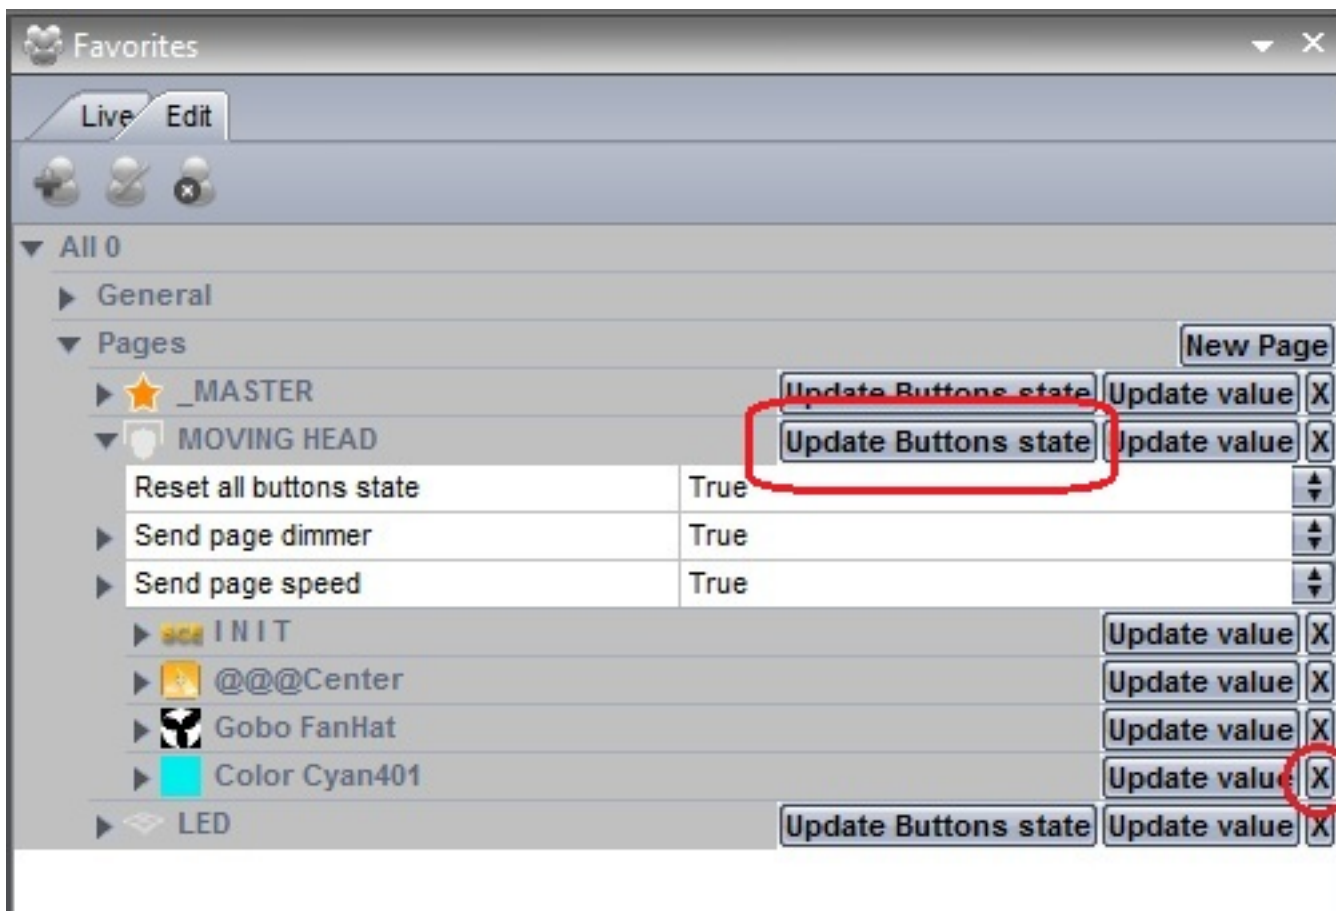 Favorites X
Live Edit
All 0
General
Pages New Page
_MASTER Update Buttons state Update value X
MOVING HEAD Update Buttons state Update value X
Reset all buttons state True
Send page dimmer True
Send page speed True
I N I T Update value X
@@@Center Update value X
Gobo FanHat Update value X
Color Cyan401 Update value X
LED Update Buttons state Update value X